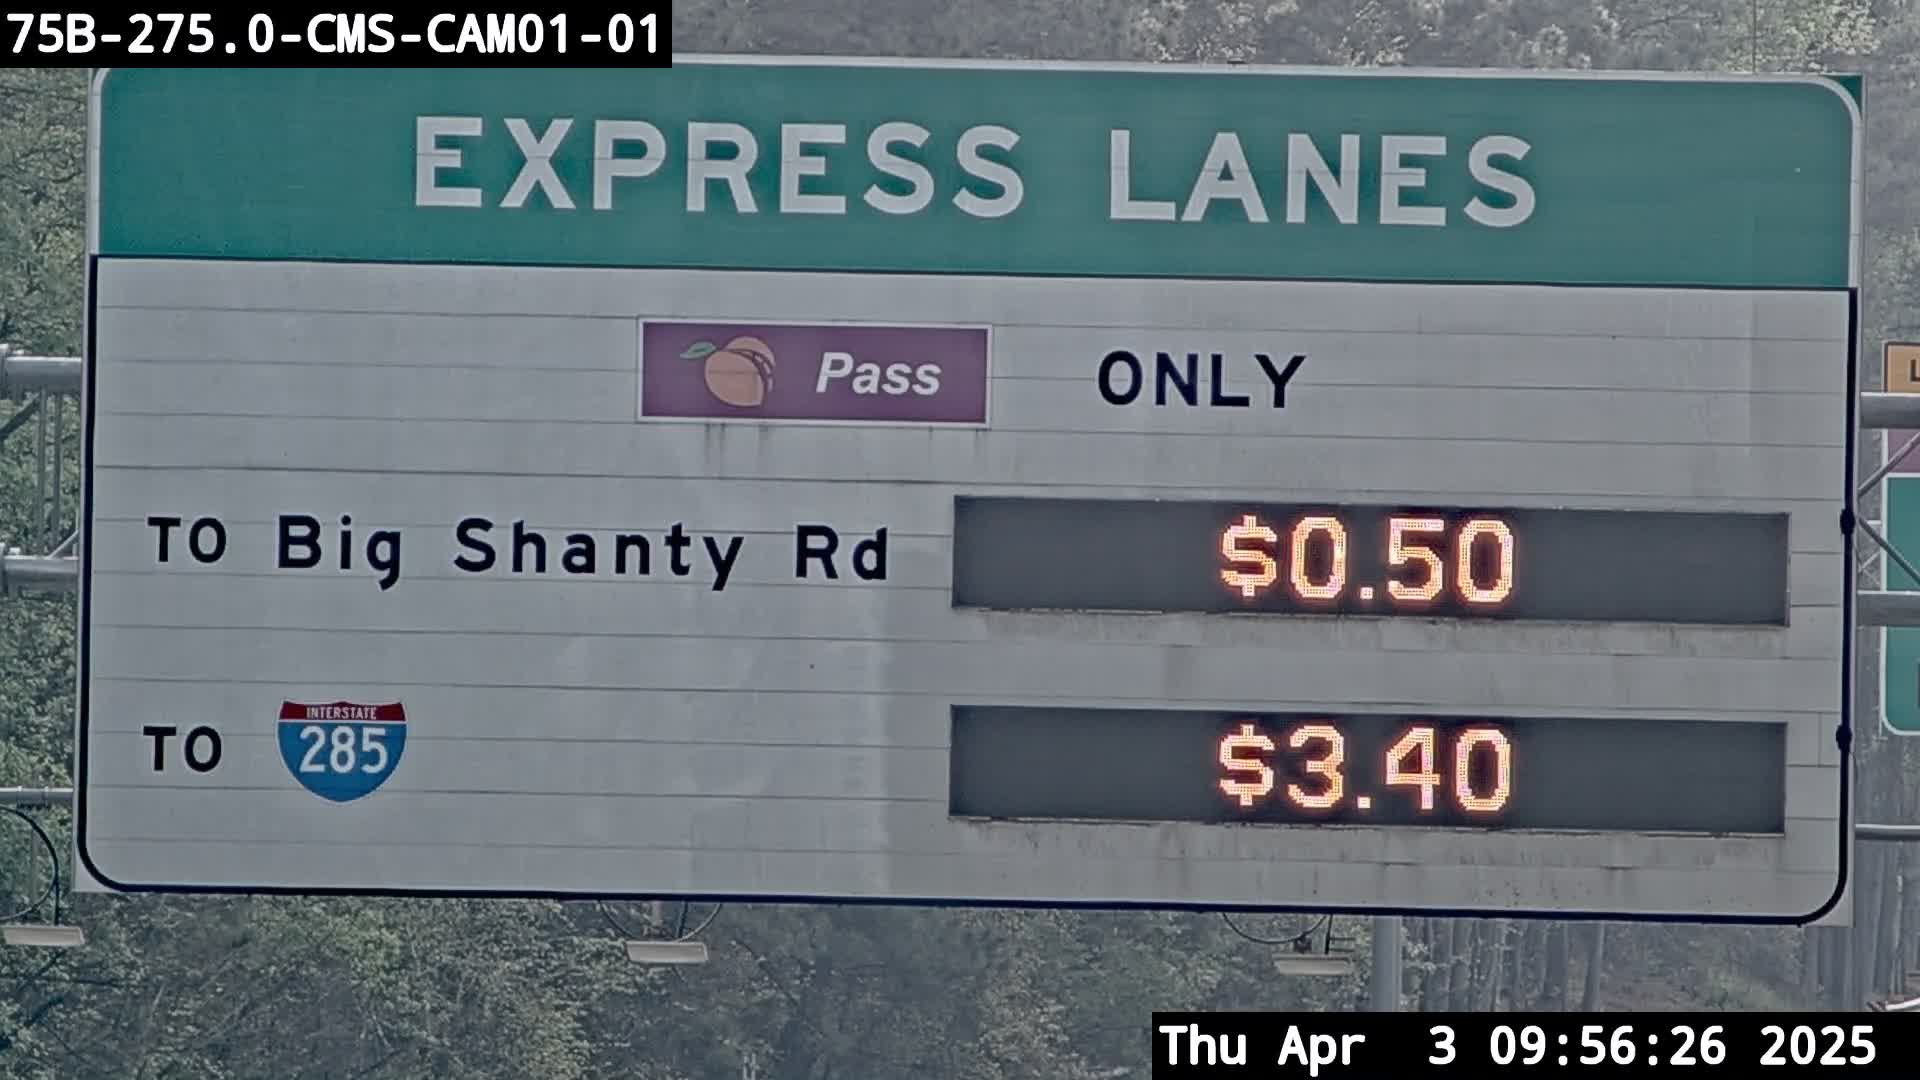 75B-275.0-CMS-CAM01-01
EXPRESS LANES
Pass ONLY
TO Big Shanty Rd $0.50
TO INTERSTATE 285 $3.40
Thu Apr 3 09:56:26 2025